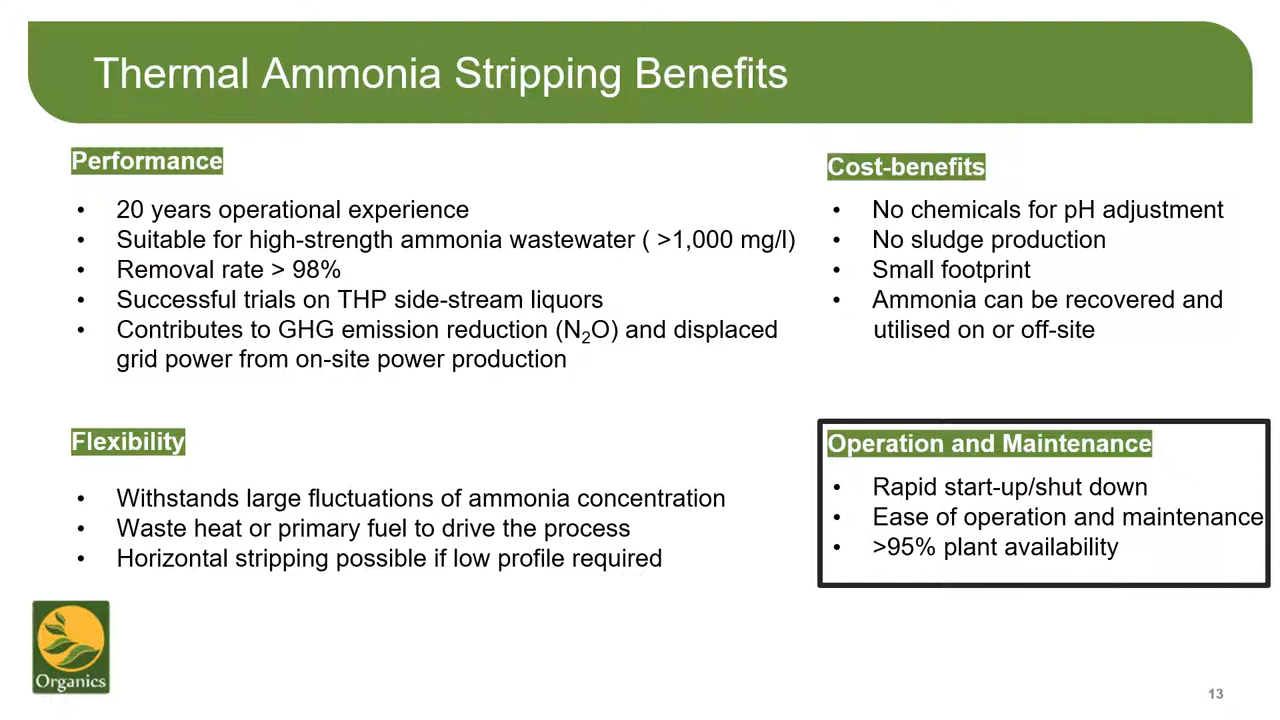 Thermal Ammonia Stripping Benefits
Performance
• 20 years operational experience
• Suitable for high-strength ammonia wastewater ( >1,000 mg/l)
• Removal rate > 98%
• Successful trials on THP side-stream liquors
• Contributes to GHG emission reduction (N₂O) and displaced
grid power from on-site power production
Cost-benefits
• No chemicals for pH adjustment
• No sludge production
• Small footprint
• Ammonia can be recovered and
utilised on or off-site
Flexibility
• Withstands large fluctuations of ammonia concentration
• Waste heat or primary fuel to drive the process
• Horizontal stripping possible if low profile required
Operation and Maintenance
• Rapid start-up/shut down
• Ease of operation and maintenance
• >95% plant availability
Organics
13